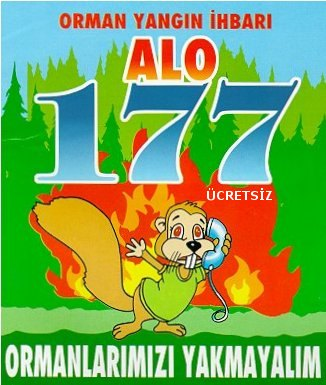 ORMAN YANGIN İHBARI
ALO
177
ÜCRETSİZ
ORMANLARIMIZI YAKMAYALIM